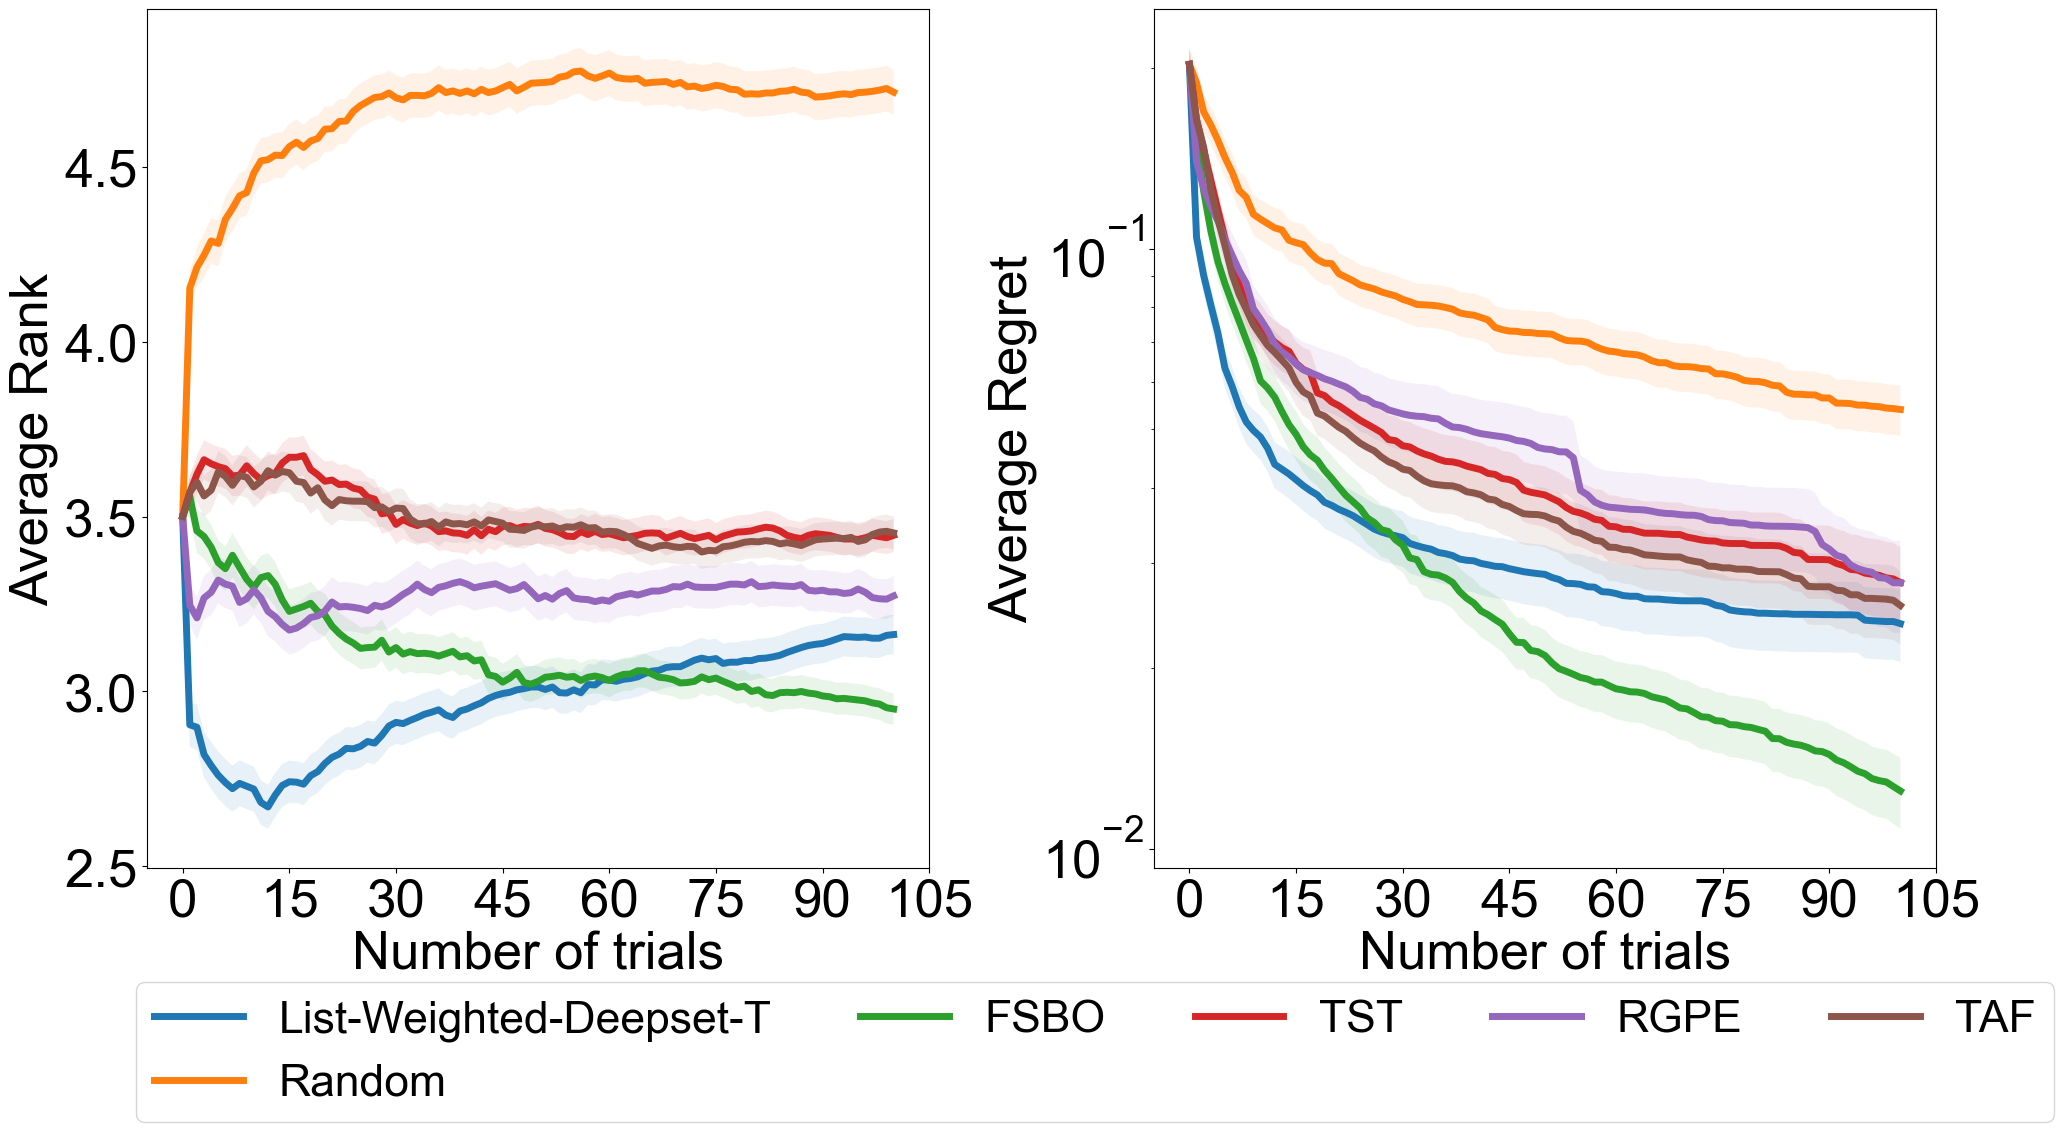 Average Rank
4.5
4.0
3.5
3.0
2.5
0 15 30 45 60 75 90 105
Number of trials
Average Regret
10⁻¹
10⁻²
0 15 30 45 60 75 90 105
Number of trials
List-Weighted-Deepset-T FSBO TST RGPE TAF
Random